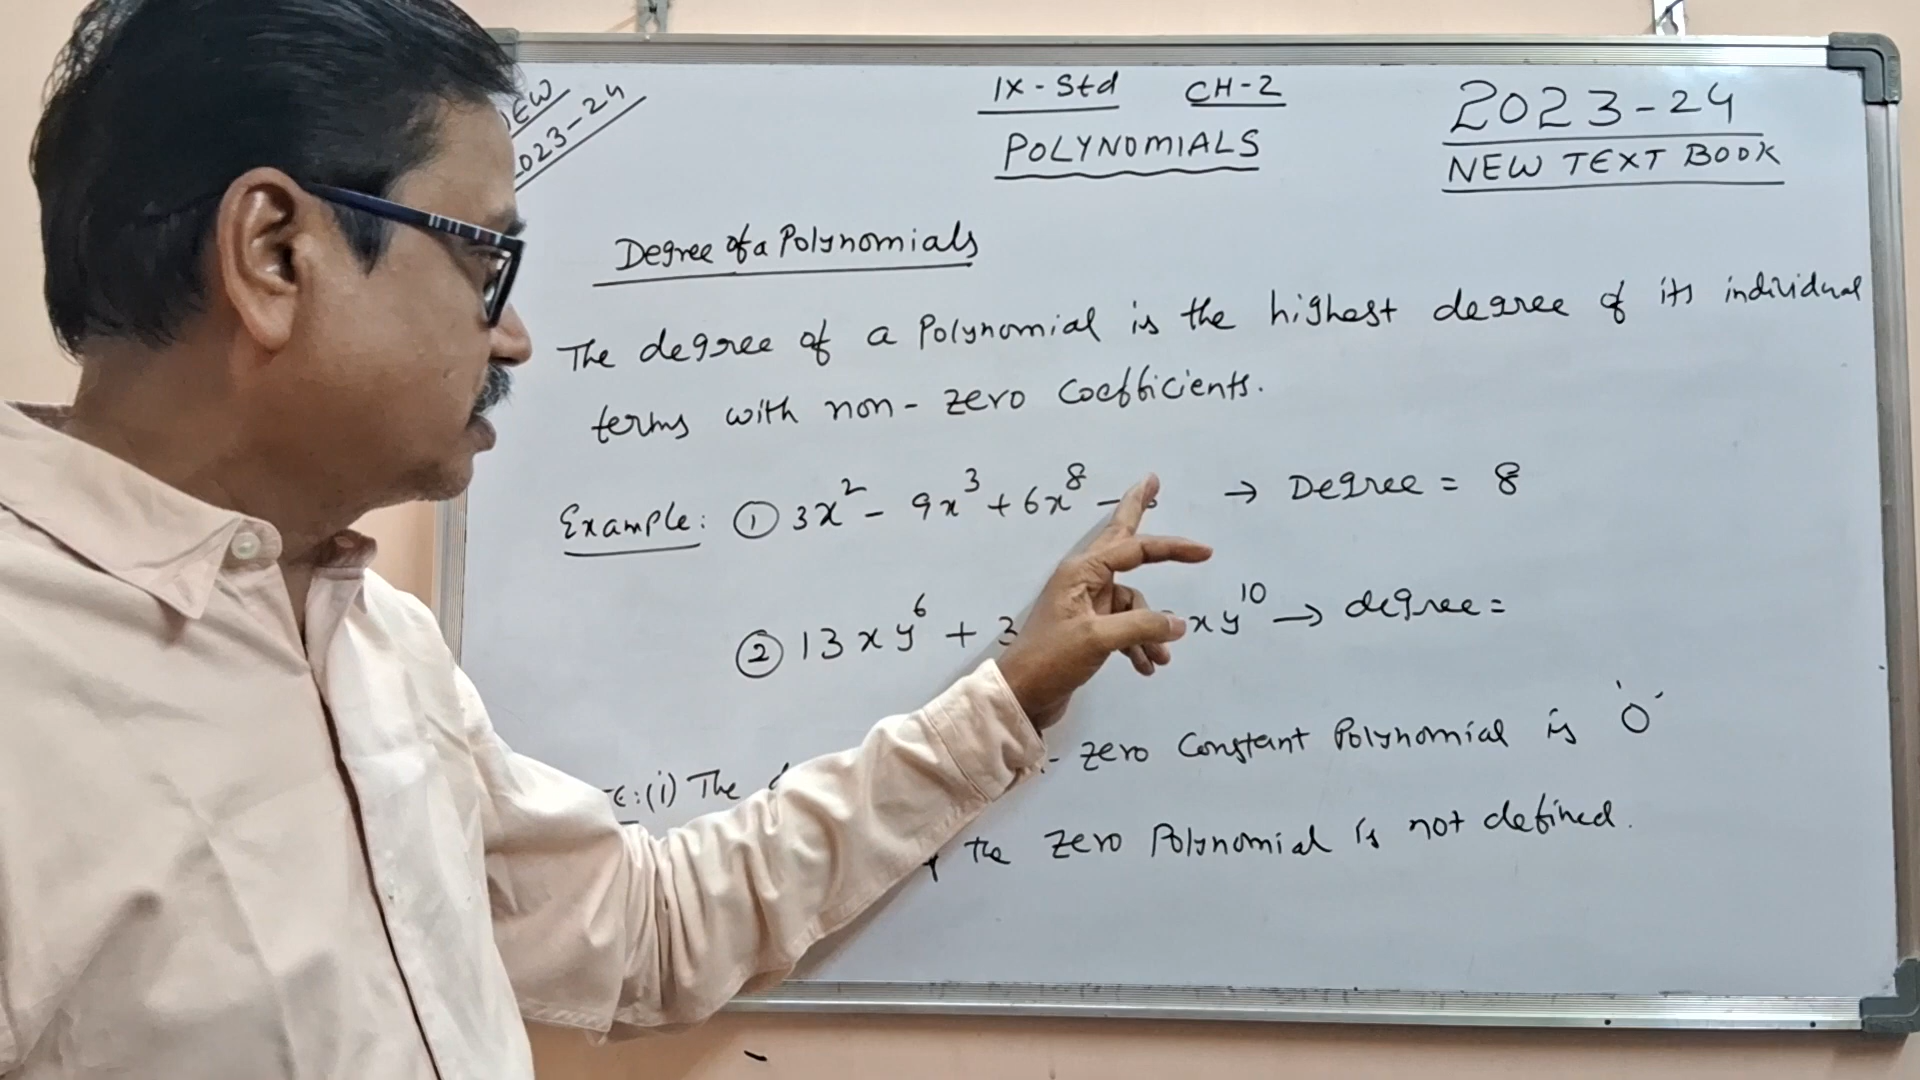 NEW
2023-24
IX - Std CH-2
POLYNOMIALS
2023-24
NEW TEXT BOOK
Degree of a Polynomials
The degree of a Polynomial is the highest degree of its individual
terms with non-zero coefficients.
Example: ① 3x² - 9x³ + 6x⁸ - → Degree = 8
② 13xy⁶ + 3 xy¹⁰ → degree =
(i) The zero Constant Polynomial is '0'
the zero Polynomial is not defined.